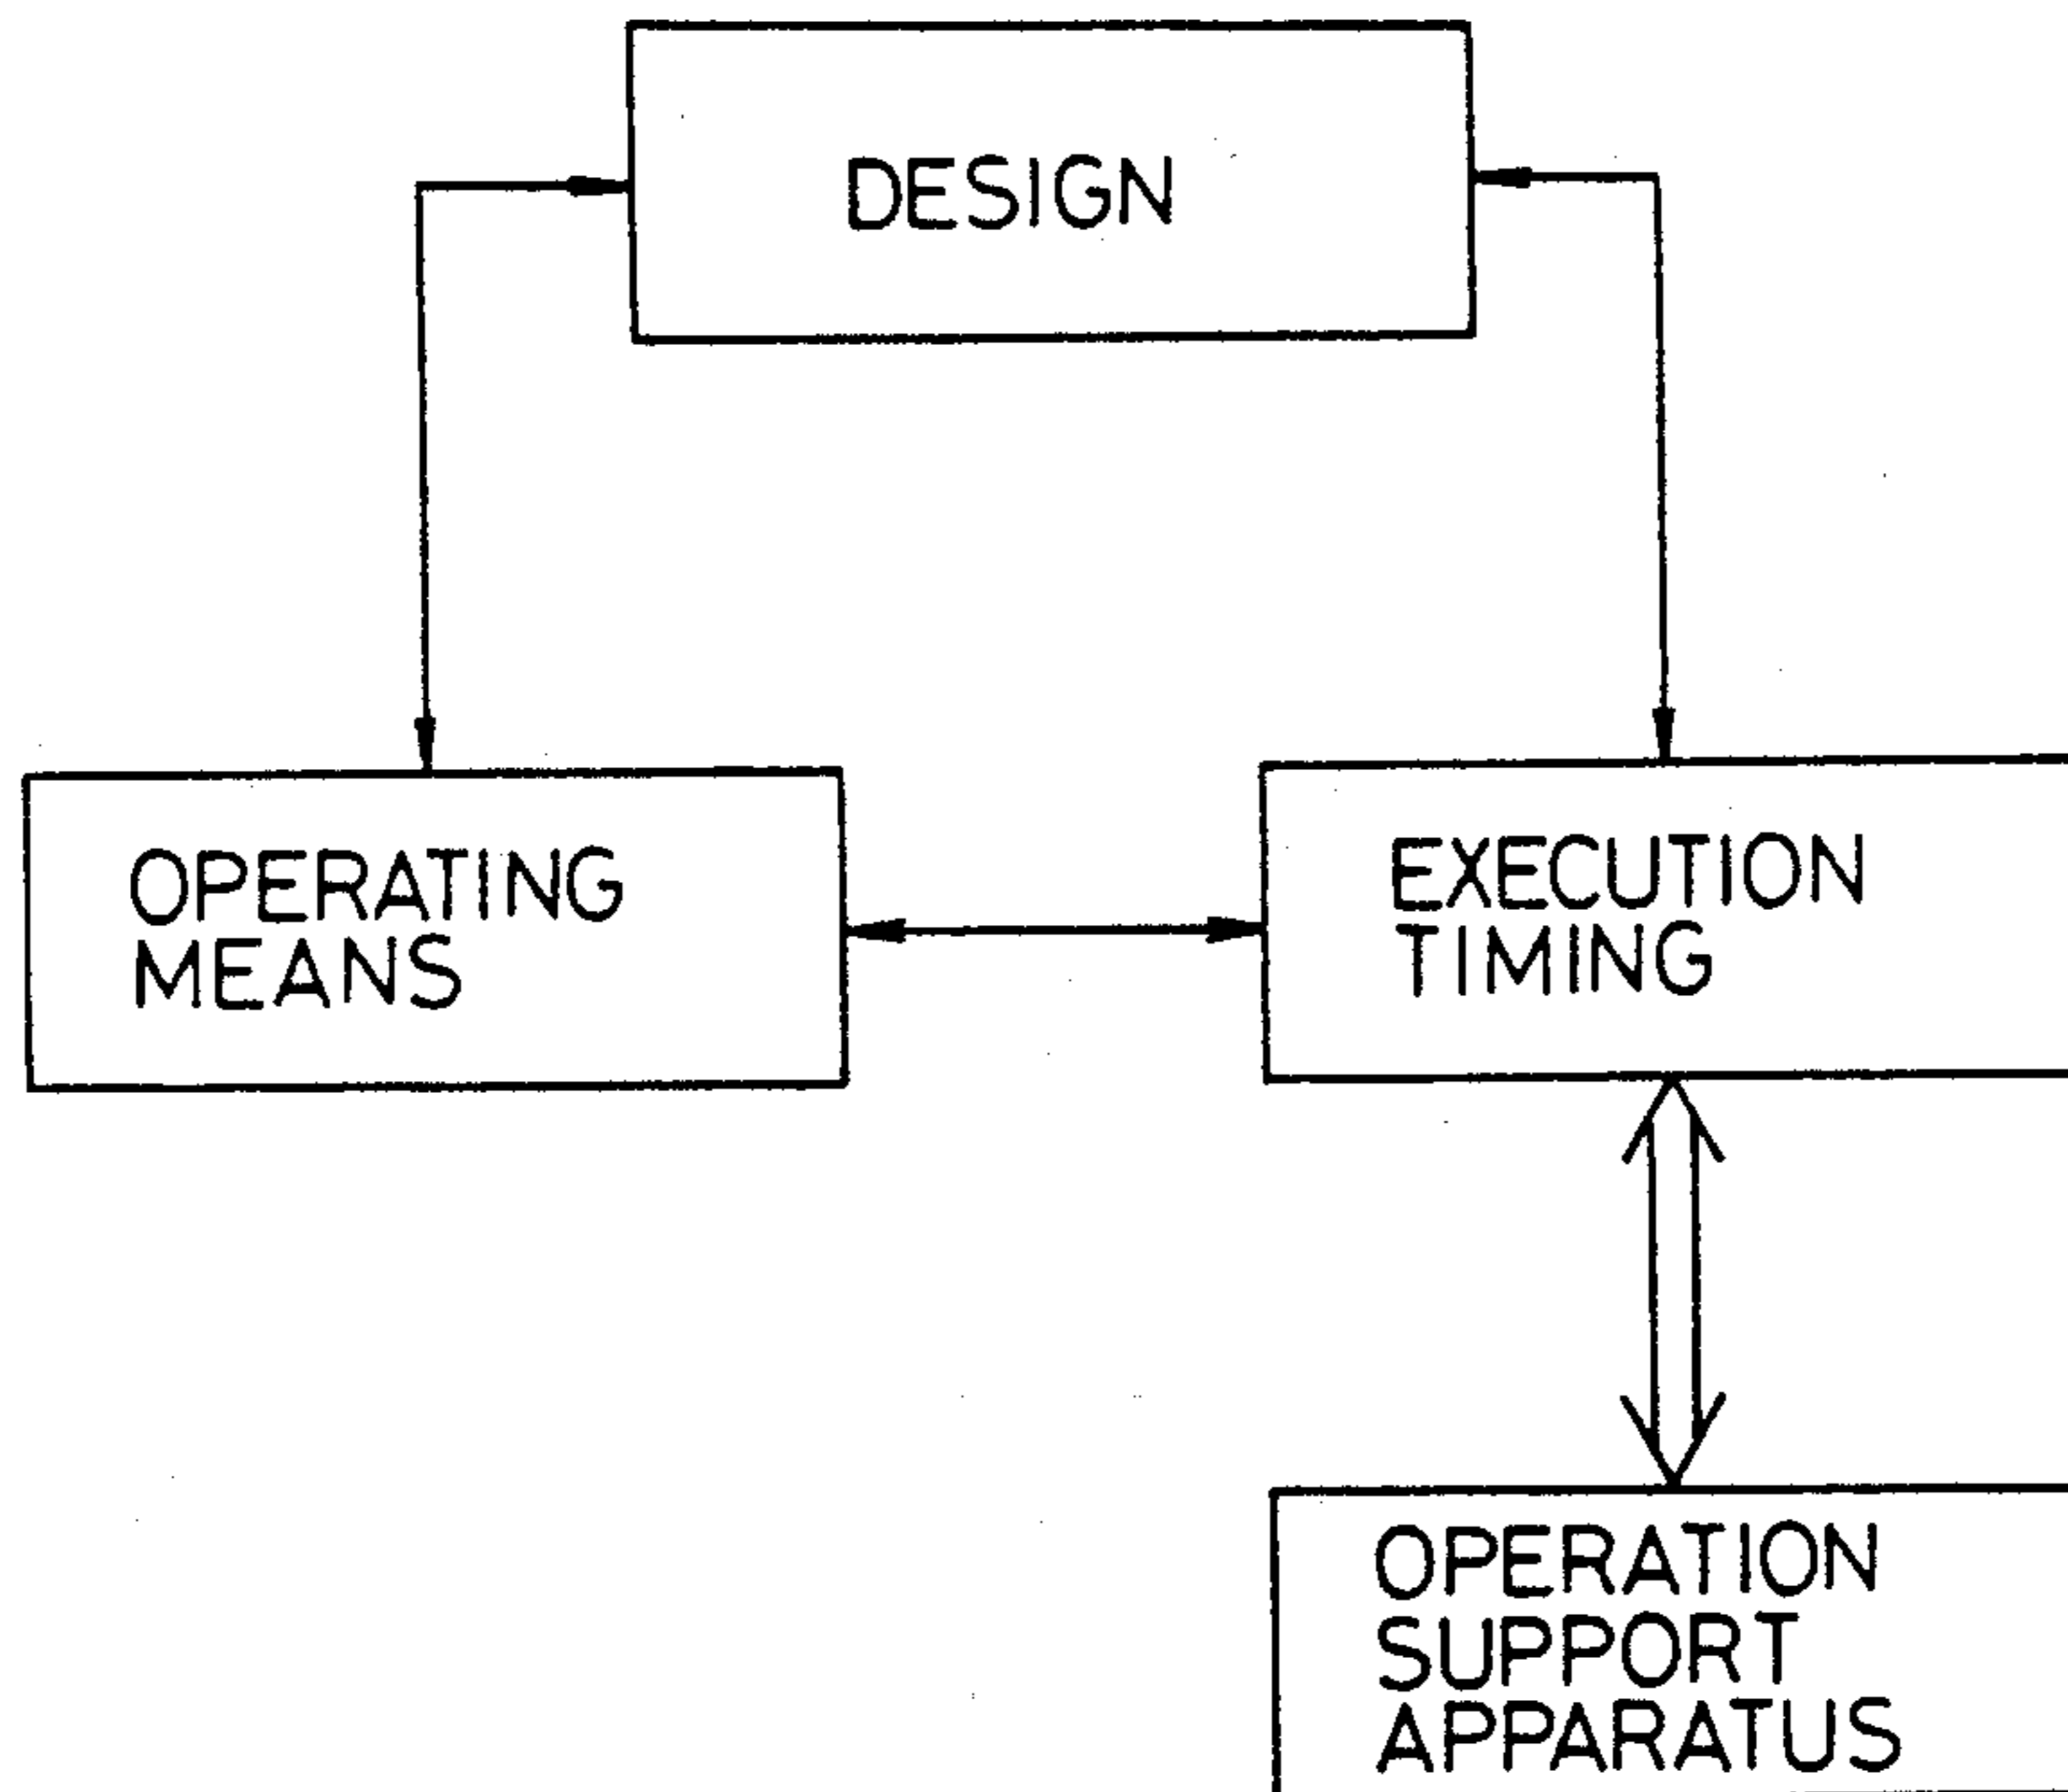 DESIGN
OPERATING
MEANS
EXECUTION
TIMING
OPERATION
SUPPORT
APPARATUS